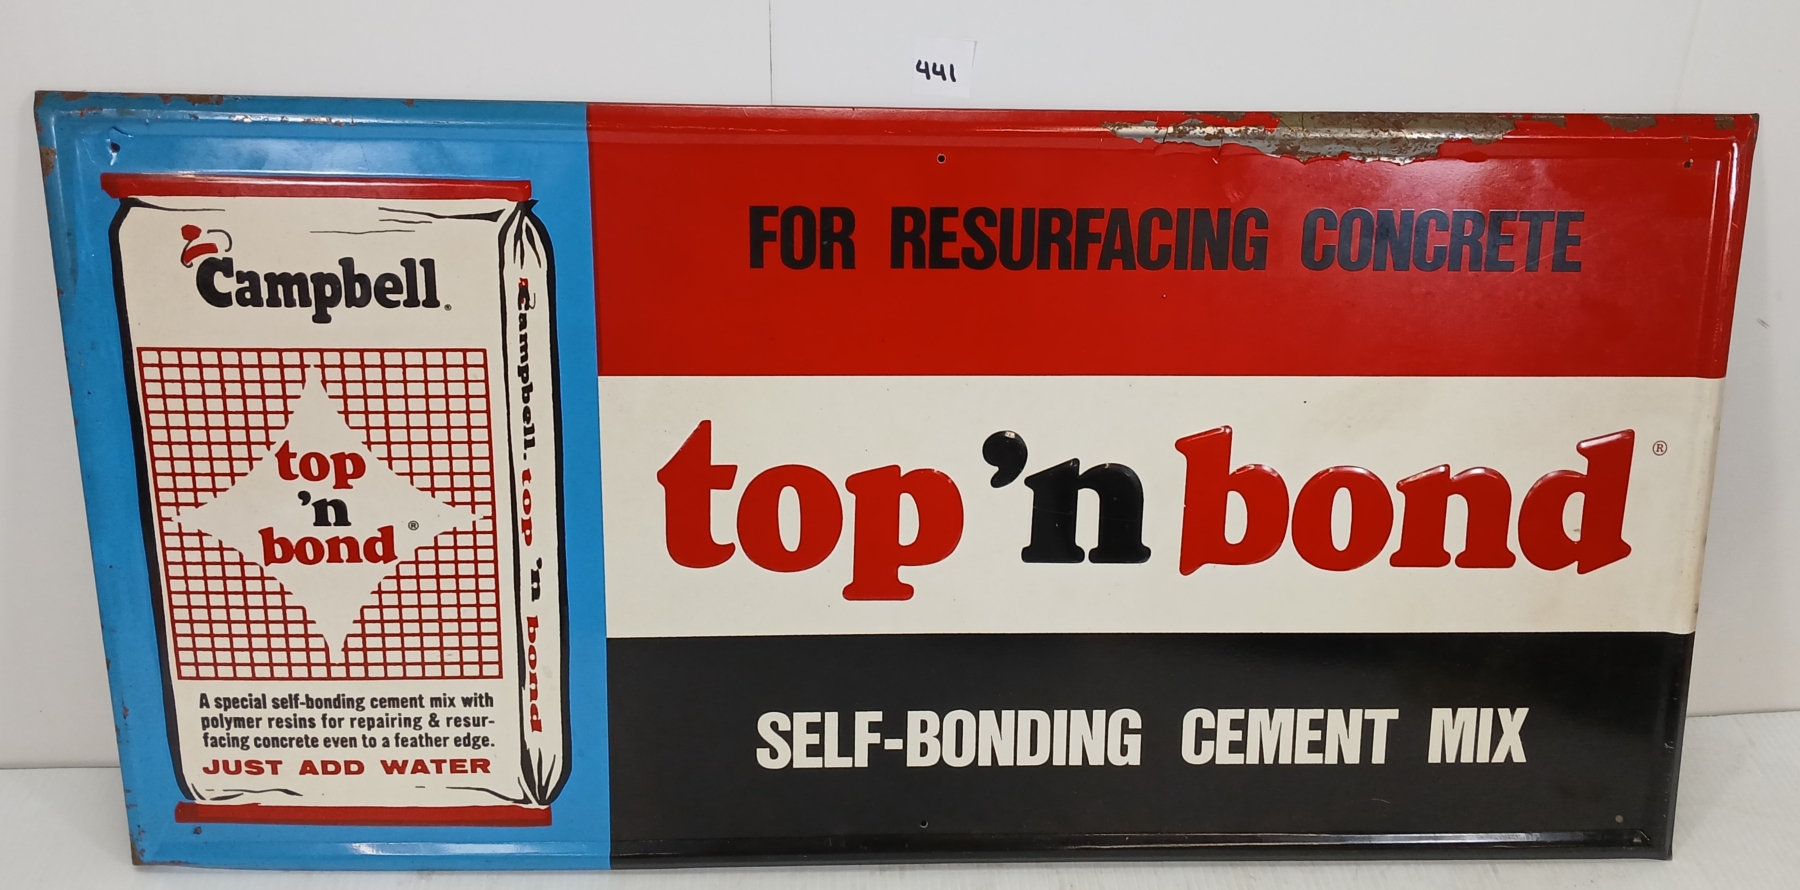 441
Campbell®
top
'n
bond®
A special self-bonding cement mix with
polymer resins for repairing & resur-
facing concrete even to a feather edge.
JUST ADD WATER
Campbell. top 'n bond
FOR RESURFACING CONCRETE
top 'n bond®
SELF-BONDING CEMENT MIX